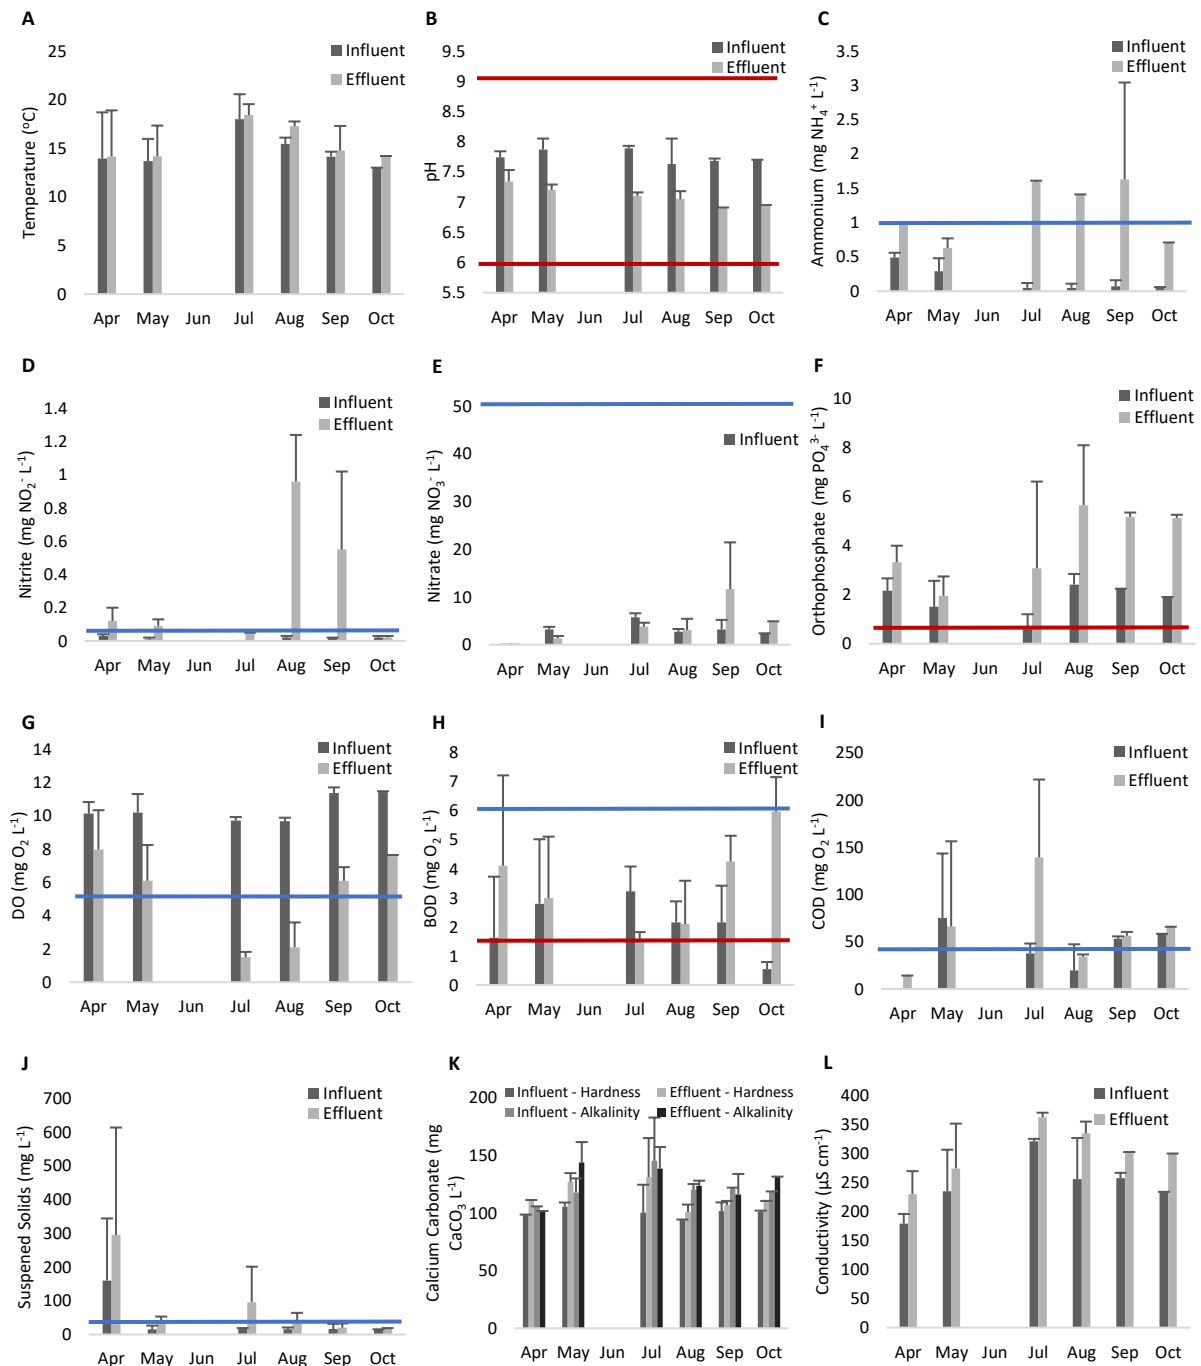 A
Temperature (ºC)
25
20
15
10
5
0
Influent
Effluent
Apr May Jun Jul Aug Sep Oct
B
pH
9.5
9
8.5
8
7.5
7
6.5
6
5.5
Influent
Effluent
Apr May Jun Jul Aug Sep Oct
C
Ammonium (mg NH₄⁺ L⁻¹)
3.5
3
2.5
2
1.5
1
0.5
0
Influent
Effluent
Apr May Jun Jul Aug Sep Oct
D
Nitrite (mg NO₂⁻ L⁻¹)
1.4
1.2
1
0.8
0.6
0.4
0.2
0
Influent
Effluent
Apr May Jun Jul Aug Sep Oct
E
Nitrate (mg NO₃⁻ L⁻¹)
50
40
30
20
10
0
Influent
Apr May Jun Jul Aug Sep Oct
F
Orthophosphate (mg PO₄³⁻ L⁻¹)
10
8
6
4
2
0
Influent
Effluent
Apr May Jun Jul Aug Sep Oct
G
DO (mg O₂ L⁻¹)
14
12
10
8
6
4
2
0
Influent
Effluent
Apr May Jun Jul Aug Sep Oct
H
BOD (mg O₂ L⁻¹)
8
7
6
5
4
3
2
1
0
Influent
Effluent
Apr May Jun Jul Aug Sep Oct
I
COD (mg O₂ L⁻¹)
250
200
150
100
50
0
Influent
Effluent
Apr May Jun Jul Aug Sep Oct
J
Suspened Solids (mg L⁻¹)
700
600
500
400
300
200
100
0
Influent
Effluent
Apr May Jun Jul Aug Sep Oct
K
Calcium Carbonate (mg
CaCO₃ L⁻¹)
200
150
100
50
0
Influent - Hardness Effluent - Hardness
Influent - Alkalinity Effluent - Alkalinity
Apr May Jun Jul Aug Sep Oct
L
Conductivity (µS cm⁻¹)
400
350
300
250
200
150
100
50
0
Influent
Effluent
Apr May Jun Jul Aug Sep Oct